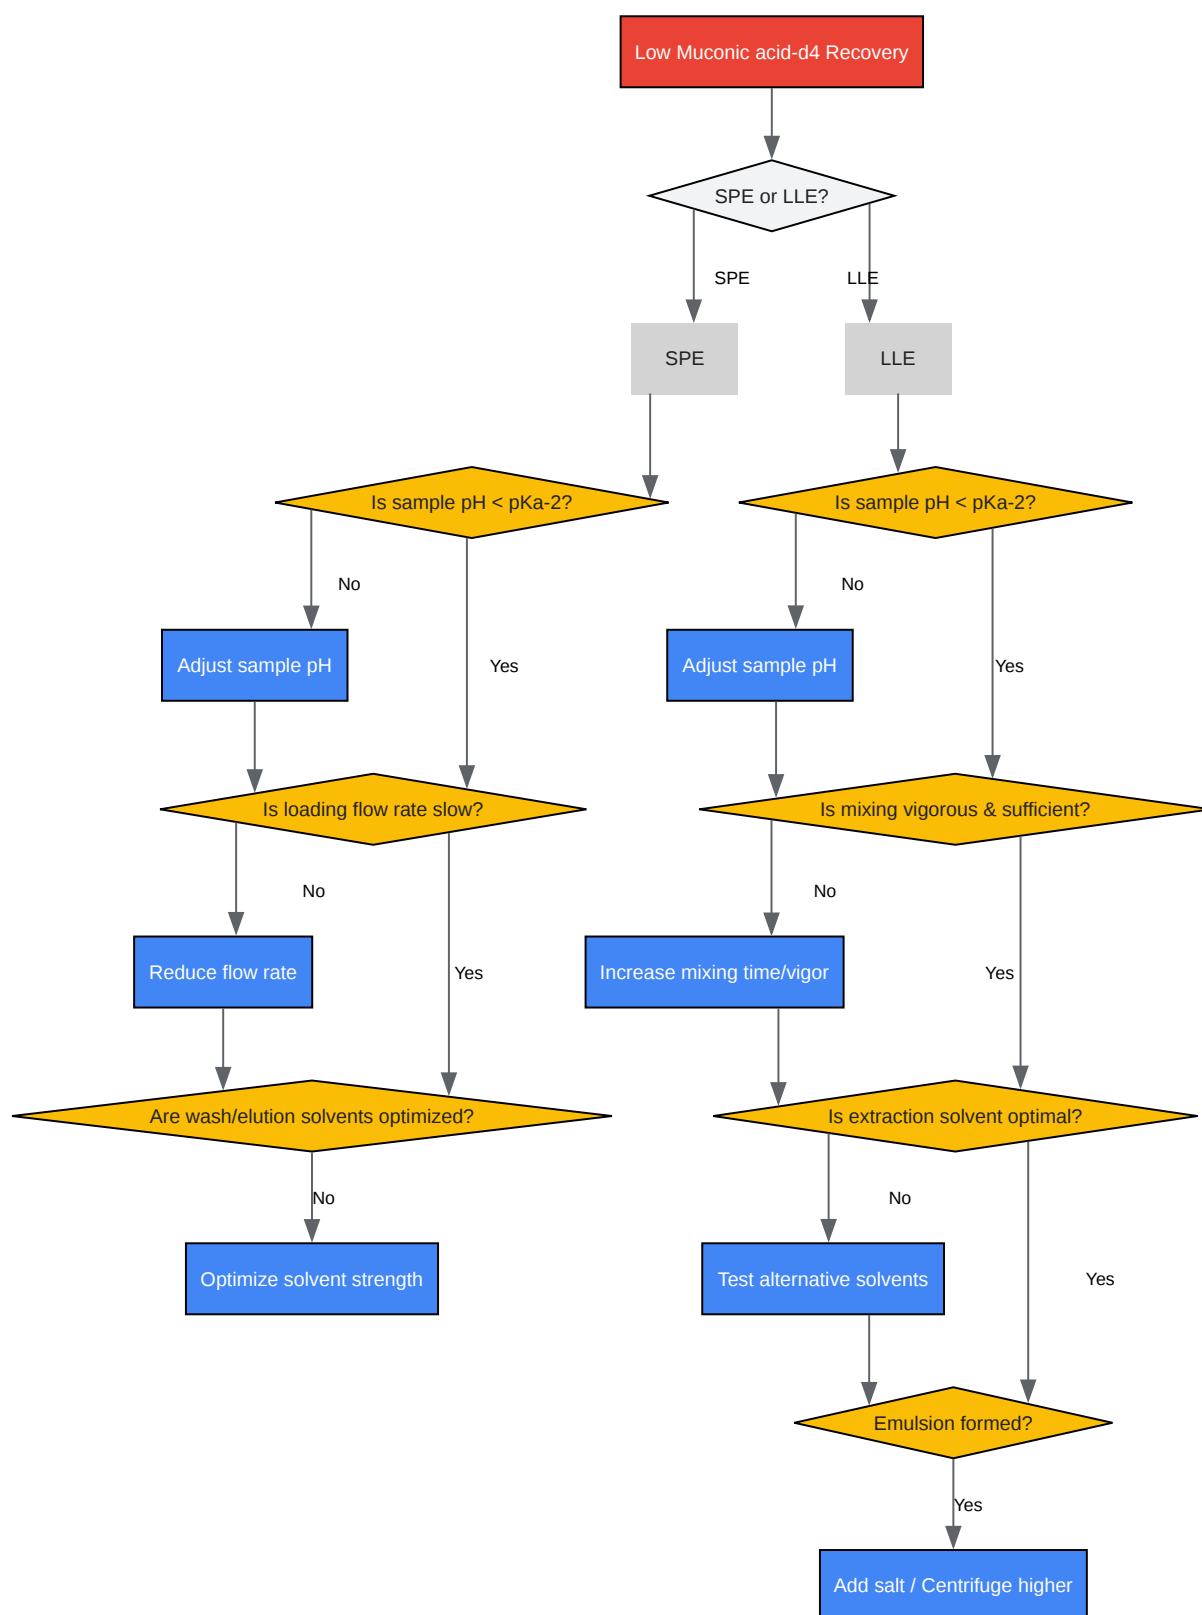 Low Muconic acid-d4 Recovery
SPE or LLE?
SPE
LLE
SPE
LLE
Is sample pH < pKa-2?
Is sample pH < pKa-2?
No
No
Adjust sample pH
Yes
Adjust sample pH
Yes
Is loading flow rate slow?
Is mixing vigorous & sufficient?
No
No
Reduce flow rate
Yes
Increase mixing time/vigor
Yes
Are wash/elution solvents optimized?
Is extraction solvent optimal?
No
No
Optimize solvent strength
Test alternative solvents
Yes
Emulsion formed?
Yes
Add salt / Centrifuge higher